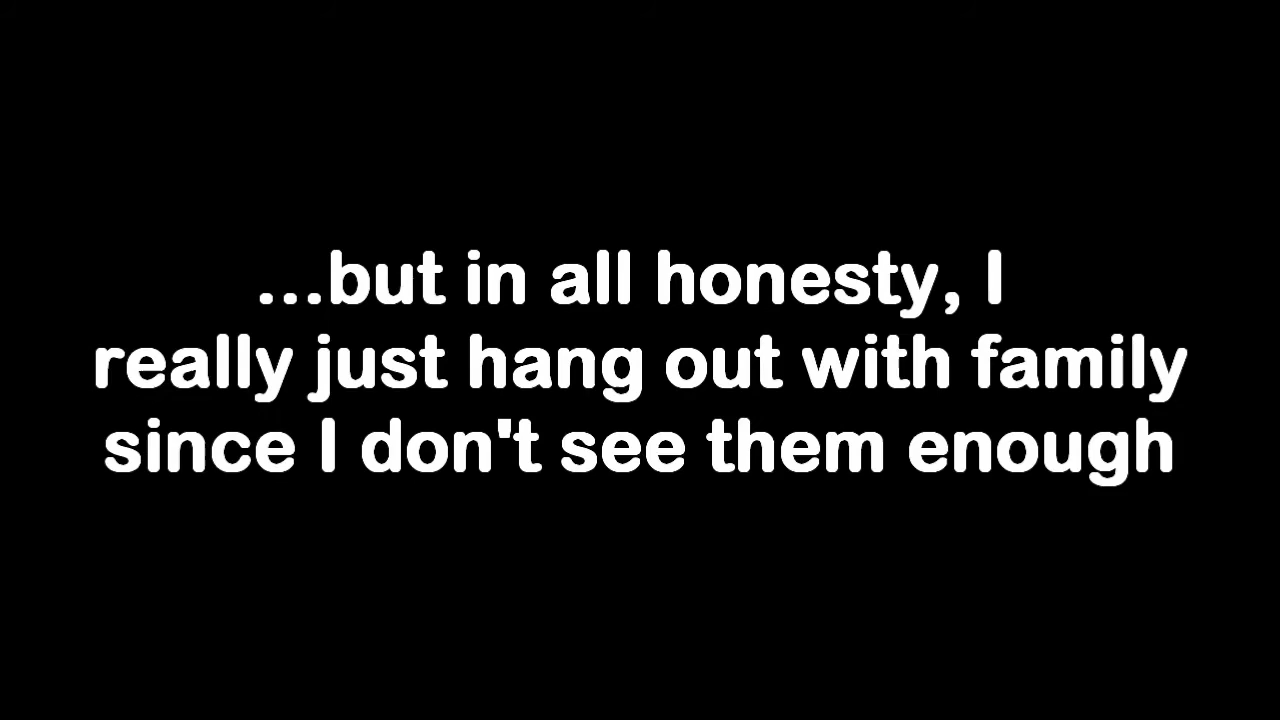 ...but in all honesty, I
really just hang out with family
since I don't see them enough